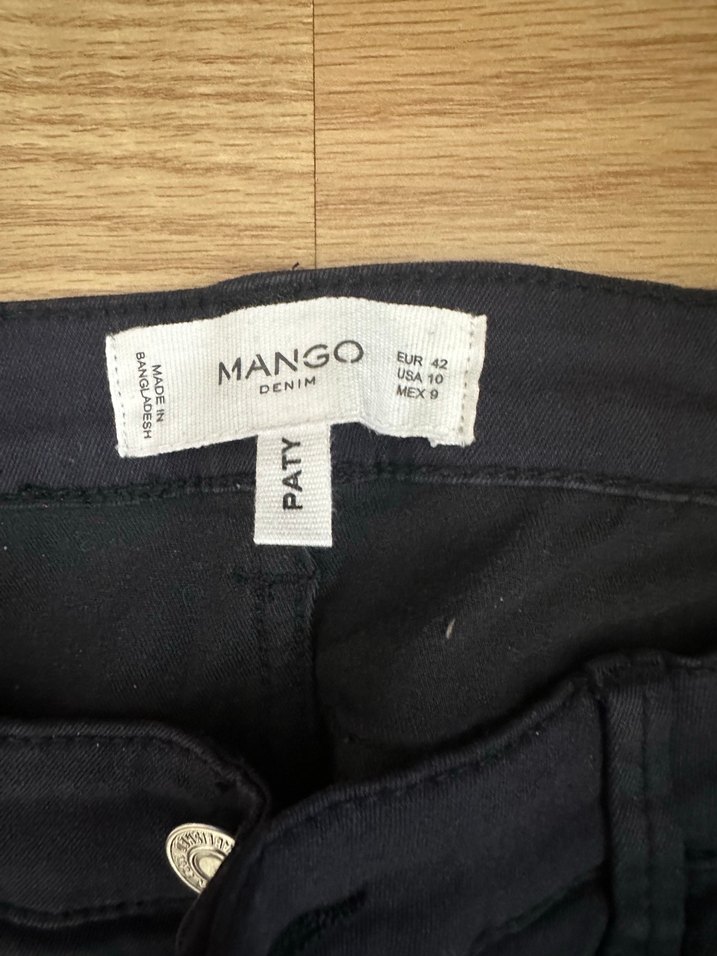 MADE IN
BANGLADESH
MANGO
DENIM
EUR 42
USA 10
MEX 9
PATY